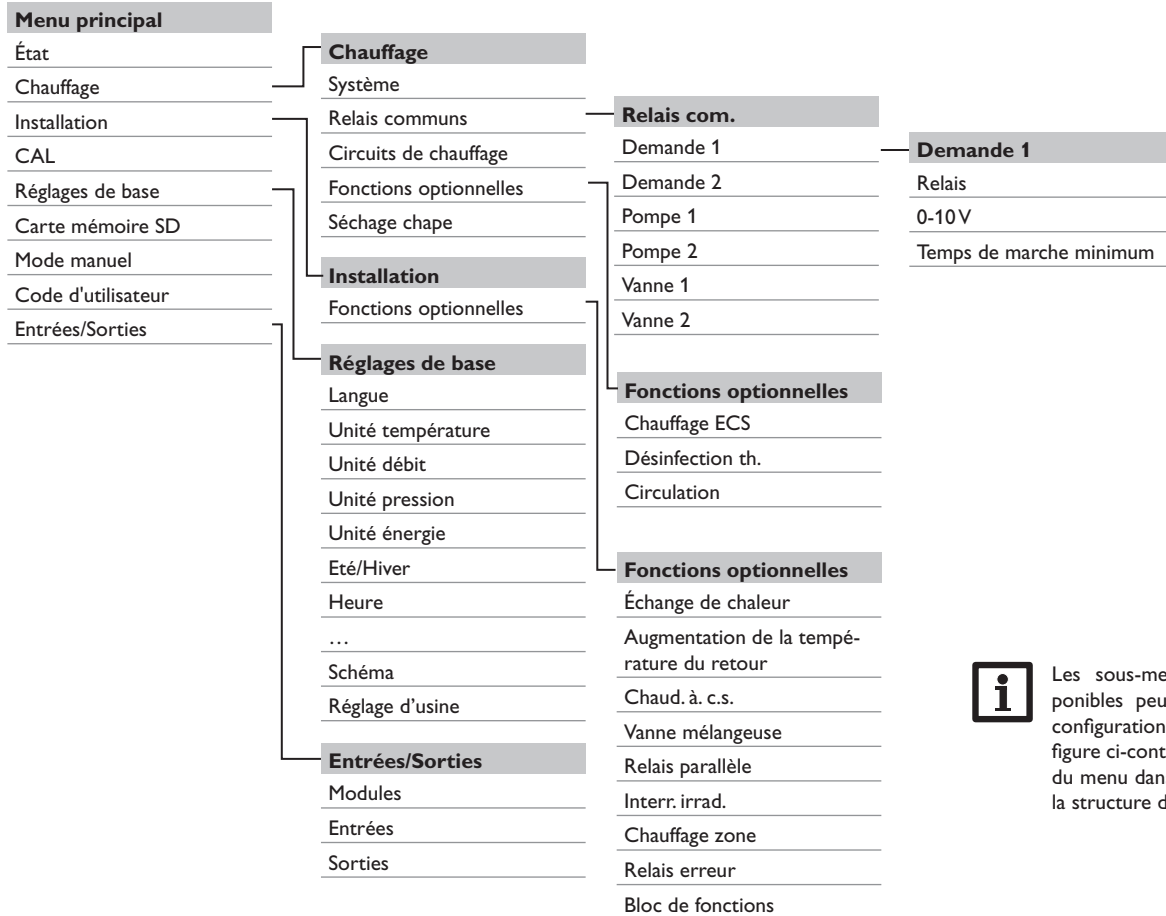 Menu principal
État
Chauffage
Installation
CAL
Réglages de base
Carte mémoire SD
Mode manuel
Code d'utilisateur
Entrées/Sorties
Chauffage
Système
Relais communs
Circuits de chauffage
Fonctions optionnelles
Séchage chape
Installation
Fonctions optionnelles
Réglages de base
Langue
Unité température
Unité débit
Unité pression
Unité énergie
Eté/Hiver
Heure
…
Schéma
Réglage d’usine
Entrées/Sorties
Modules
Entrées
Sorties
Relais com.
Demande 1
Demande 2
Pompe 1
Pompe 2
Vanne 1
Vanne 2
Fonctions optionnelles
Chauffage ECS
Désinfection th.
Circulation
Fonctions optionnelles
Échange de chaleur
Augmentation de la tempé-
rature du retour
Chaud. à. c.s.
Vanne mélangeuse
Relais parallèle
Interr. irrad.
Chauffage zone
Relais erreur
Bloc de fonctions
Demande 1
Relais
0-10 V
Temps de marche minimum
i
Les sous-me
ponibles peu
configuration
figure ci-cont
du menu dan
la structure d